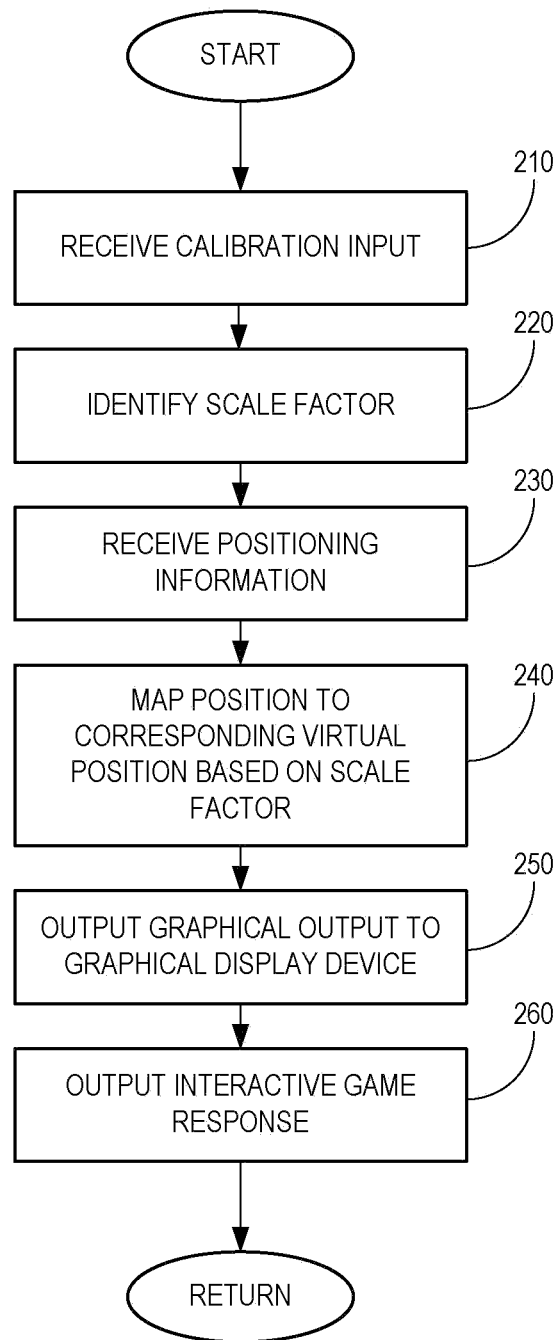 START
210
RECEIVE CALIBRATION INPUT
220
IDENTIFY SCALE FACTOR
230
RECEIVE POSITIONING
INFORMATION
240
MAP POSITION TO
CORRESPONDING VIRTUAL
POSITION BASED ON SCALE
FACTOR
250
OUTPUT GRAPHICAL OUTPUT TO
GRAPHICAL DISPLAY DEVICE
260
OUTPUT INTERACTIVE GAME
RESPONSE
RETURN